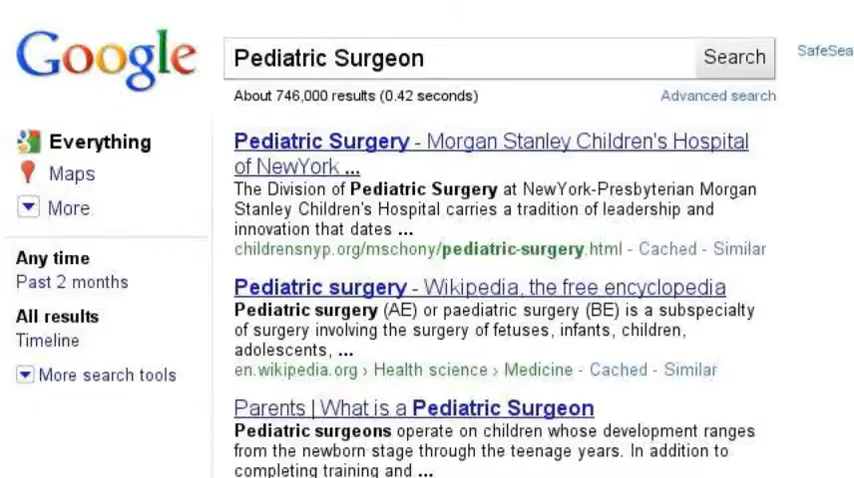 Google
Pediatric Surgeon
Search
SafeSea
About 746,000 results (0.42 seconds)
Advanced search
Everything
Maps
More
Any time
Past 2 months
All results
Timeline
More search tools
Pediatric Surgery - Morgan Stanley Children's Hospital
of NewYork ...
The Division of Pediatric Surgery at NewYork-Presbyterian Morgan
Stanley Children's Hospital carries a tradition of leadership and
innovation that dates ...
childrensnyp.org/mschony/pediatric-surgery.html - Cached - Similar
Pediatric surgery - Wikipedia, the free encyclopedia
Pediatric surgery (AE) or paediatric surgery (BE) is a subspecialty
of surgery involving the surgery of fetuses, infants, children,
adolescents, ...
en.wikipedia.org › Health science › Medicine - Cached - Similar
Parents | What is a Pediatric Surgeon
Pediatric surgeons operate on children whose development ranges
from the newborn stage through the teenage years. In addition to
completing training and ...